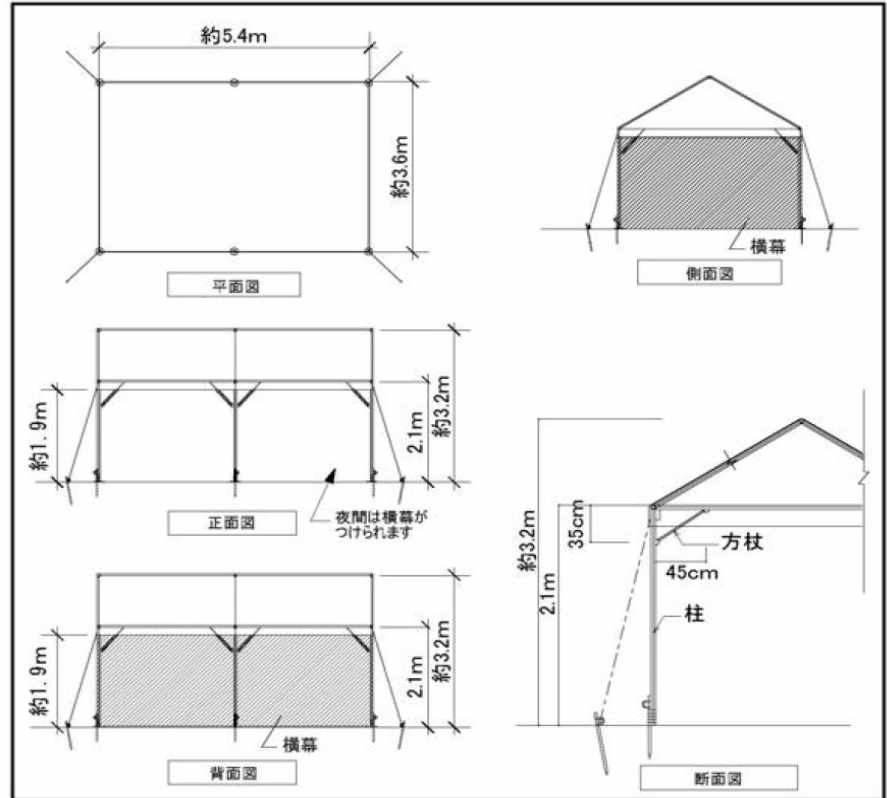 約5.4m
約3.6m
平面図
横幕
側面図
約1.9m
2.1m
約3.2m
正面図
夜間は横幕が
つけられます
約1.9m
2.1m
約3.2m
横幕
背面図
約3.2m
2.1m
35cm
方杖
45cm
柱
断面図